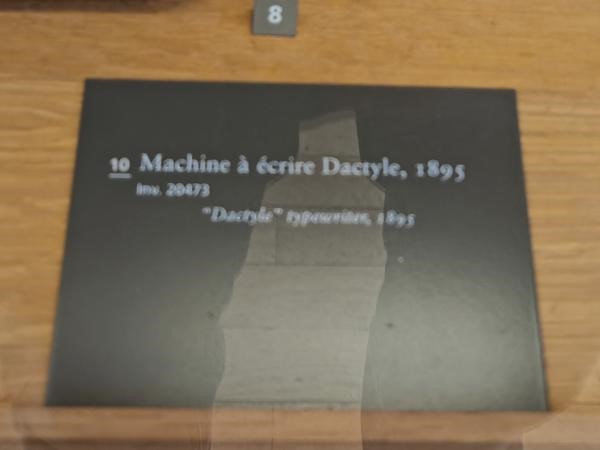 8
10 Machine à écrire Dactyle, 1895
Inv. 20473
"Dactyle" typewriter, 1895